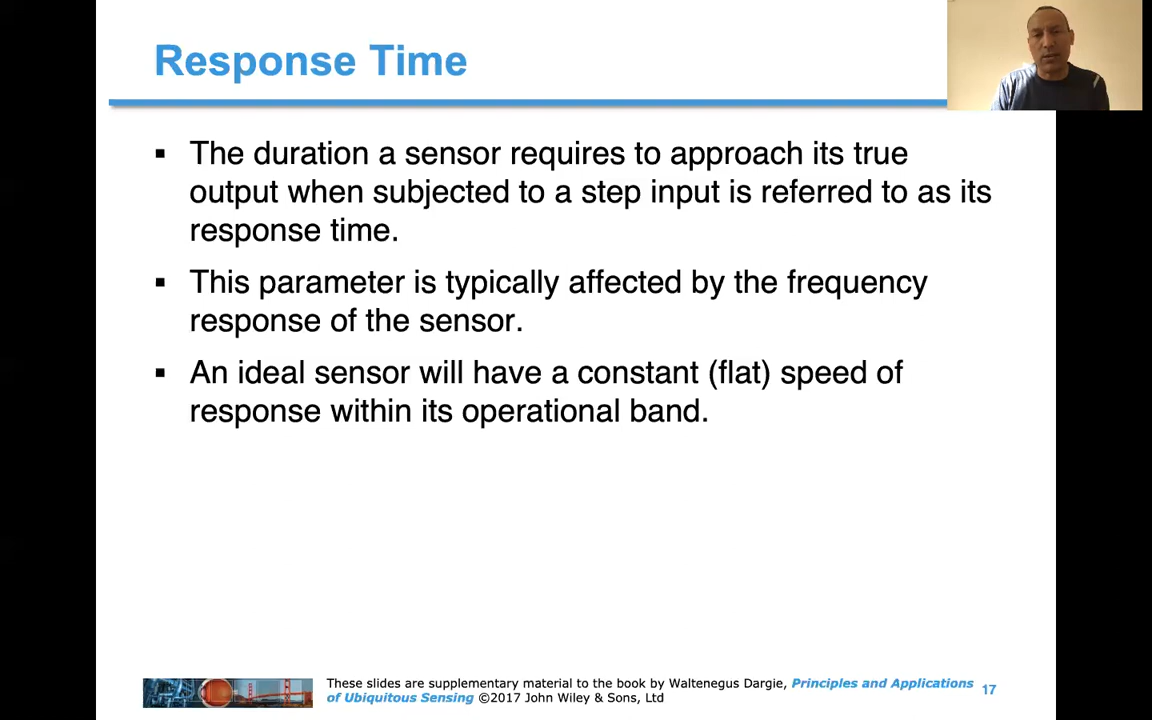 Response Time
▪ The duration a sensor requires to approach its true
output when subjected to a step input is referred to as its
response time.
▪ This parameter is typically affected by the frequency
response of the sensor.
▪ An ideal sensor will have a constant (flat) speed of
response within its operational band.
These slides are supplementary material to the book by Waltenegus Dargie, Principles and Applications
of Ubiquitous Sensing ©2017 John Wiley & Sons, Ltd
17